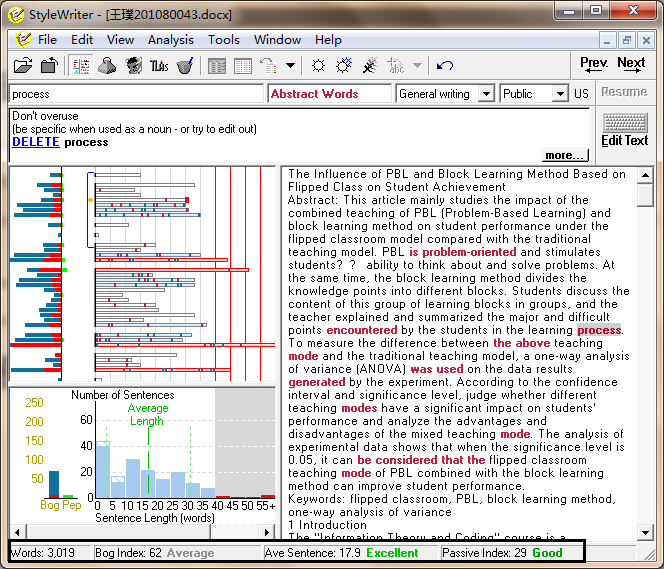 StyleWriter - [王璞201080043.docx]
File Edit View Analysis Tools Window Help
TLAs abc Prev. Next
process Abstract Words General writing Public US Resume
Don't overuse
(be specific when used as a noun - or try to edit out)
DELETE process
more... Edit Text
The Influence of PBL and Block Learning Method Based on
Flipped Class on Student Achievement
Abstract: This article mainly studies the impact of the
combined teaching of PBL (Problem-Based Learning) and
block learning method on student performance under the
flipped classroom model compared with the traditional
teaching model. PBL is problem-oriented and stimulates
students? ? ability to think about and solve problems. At
the same time, the block learning method divides the
knowledge points into different blocks. Students discuss the
content of this group of learning blocks in groups, and the
teacher explained and summarized the major and difficult
points encountered by the students in the learning process.
To measure the difference between the above teaching
mode and the traditional teaching model, a one-way analysis
of variance (ANOVA) was used on the data results
generated by the experiment. According to the confidence
interval and significance level, judge whether different
teaching modes have a significant impact on students'
performance and analyze the advantages and
disadvantages of the mixed teaching mode. The analysis of
experimental data shows that when the significance level is
0.05, it can be considered that the flipped classroom
teaching mode of PBL combined with the block learning
method can improve student performance.
Keywords: flipped classroom, PBL, block learning method,
one-way analysis of variance
1 Introduction
The "Information Theory and Coding" course is a
250
200
150
100
50
Bog Pep
Number of Sentences
Average
Length
60
40
20
0
0 5 10 15 20 25 30 35 40 45 50 55+
Sentence Length (words)
Words: 3,019 Bog Index: 62 Average Ave Sentence: 17.9 Excellent Passive Index: 29 Good